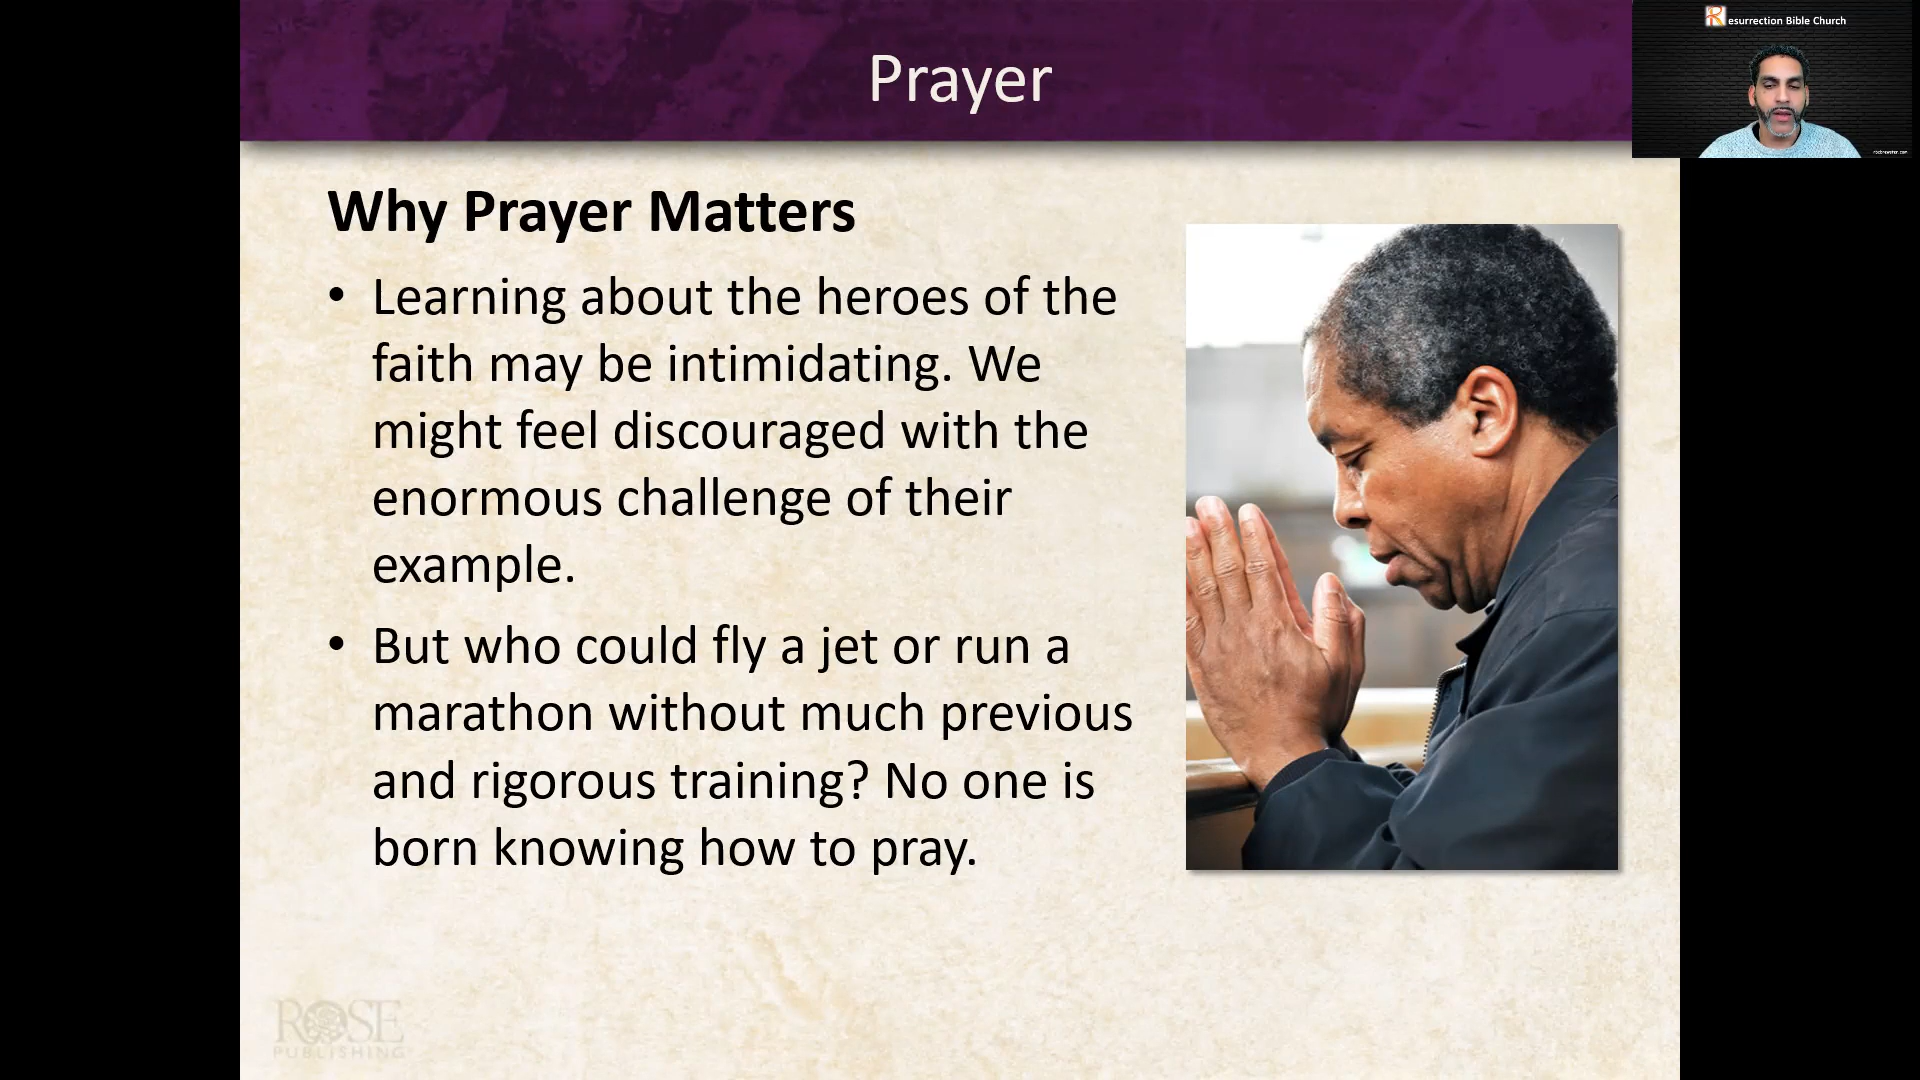 Prayer
Resurrection Bible Church
Why Prayer Matters
• Learning about the heroes of the
faith may be intimidating. We
might feel discouraged with the
enormous challenge of their
example.
• But who could fly a jet or run a
marathon without much previous
and rigorous training? No one is
born knowing how to pray.
ROSE
PUBLISHING